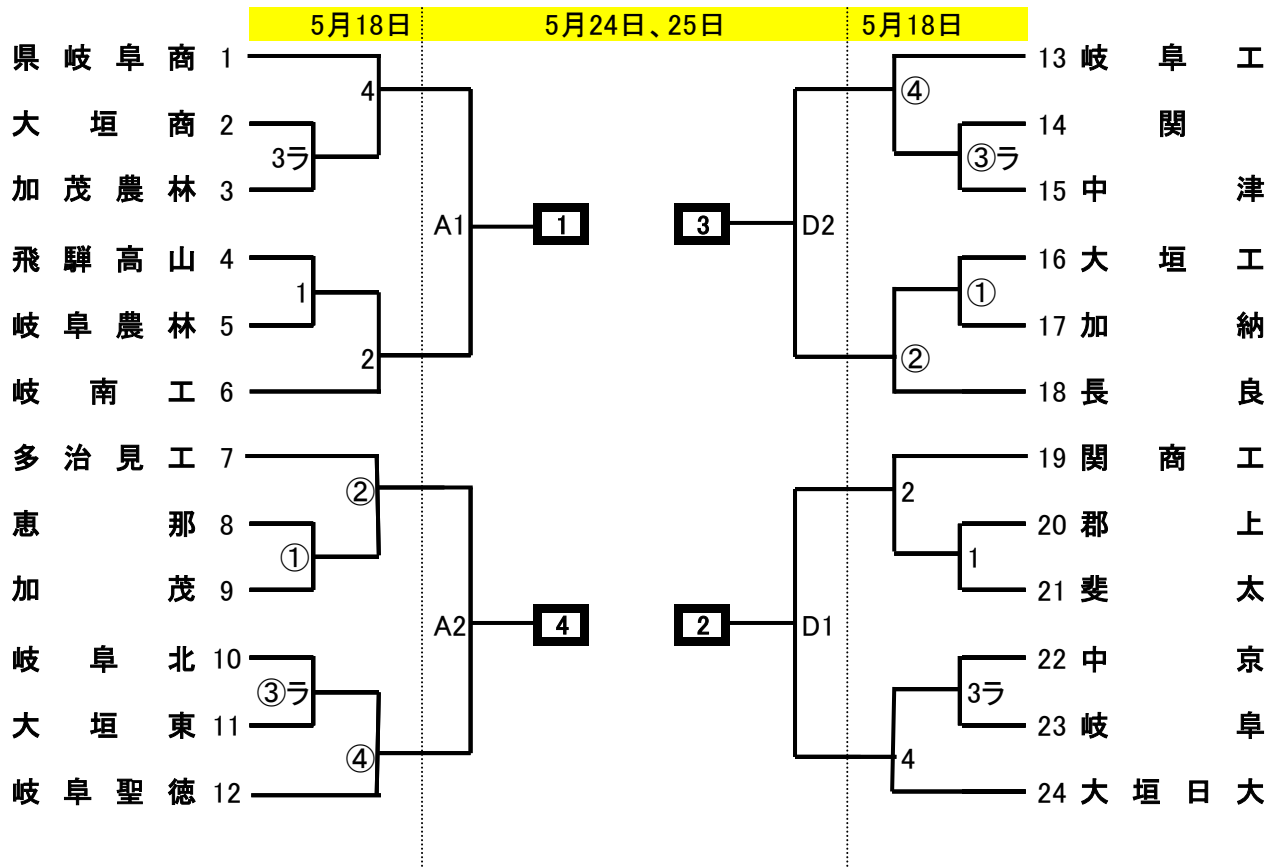 5月18日 5月24日、25日 5月18日
県岐阜商 1 13 岐阜工
4 ④
大垣商 2 14 関
3ラ ③ラ
加茂農林 3 15 中津
A1 1 3 D2
飛騨高山 4 16 大垣工
1 ①
岐阜農林 5 17 加納
2 ②
岐南工 6 18 長良
多治見工 7 19 関商工
② 2
恵那 8 20 郡上
① 1
加茂 9 21 斐太
A2 4 2 D1
岐阜北 10 22 中京
③ラ 3ラ
大垣東 11 23 岐阜
④ 4
岐阜聖徳 12 24 大垣日大